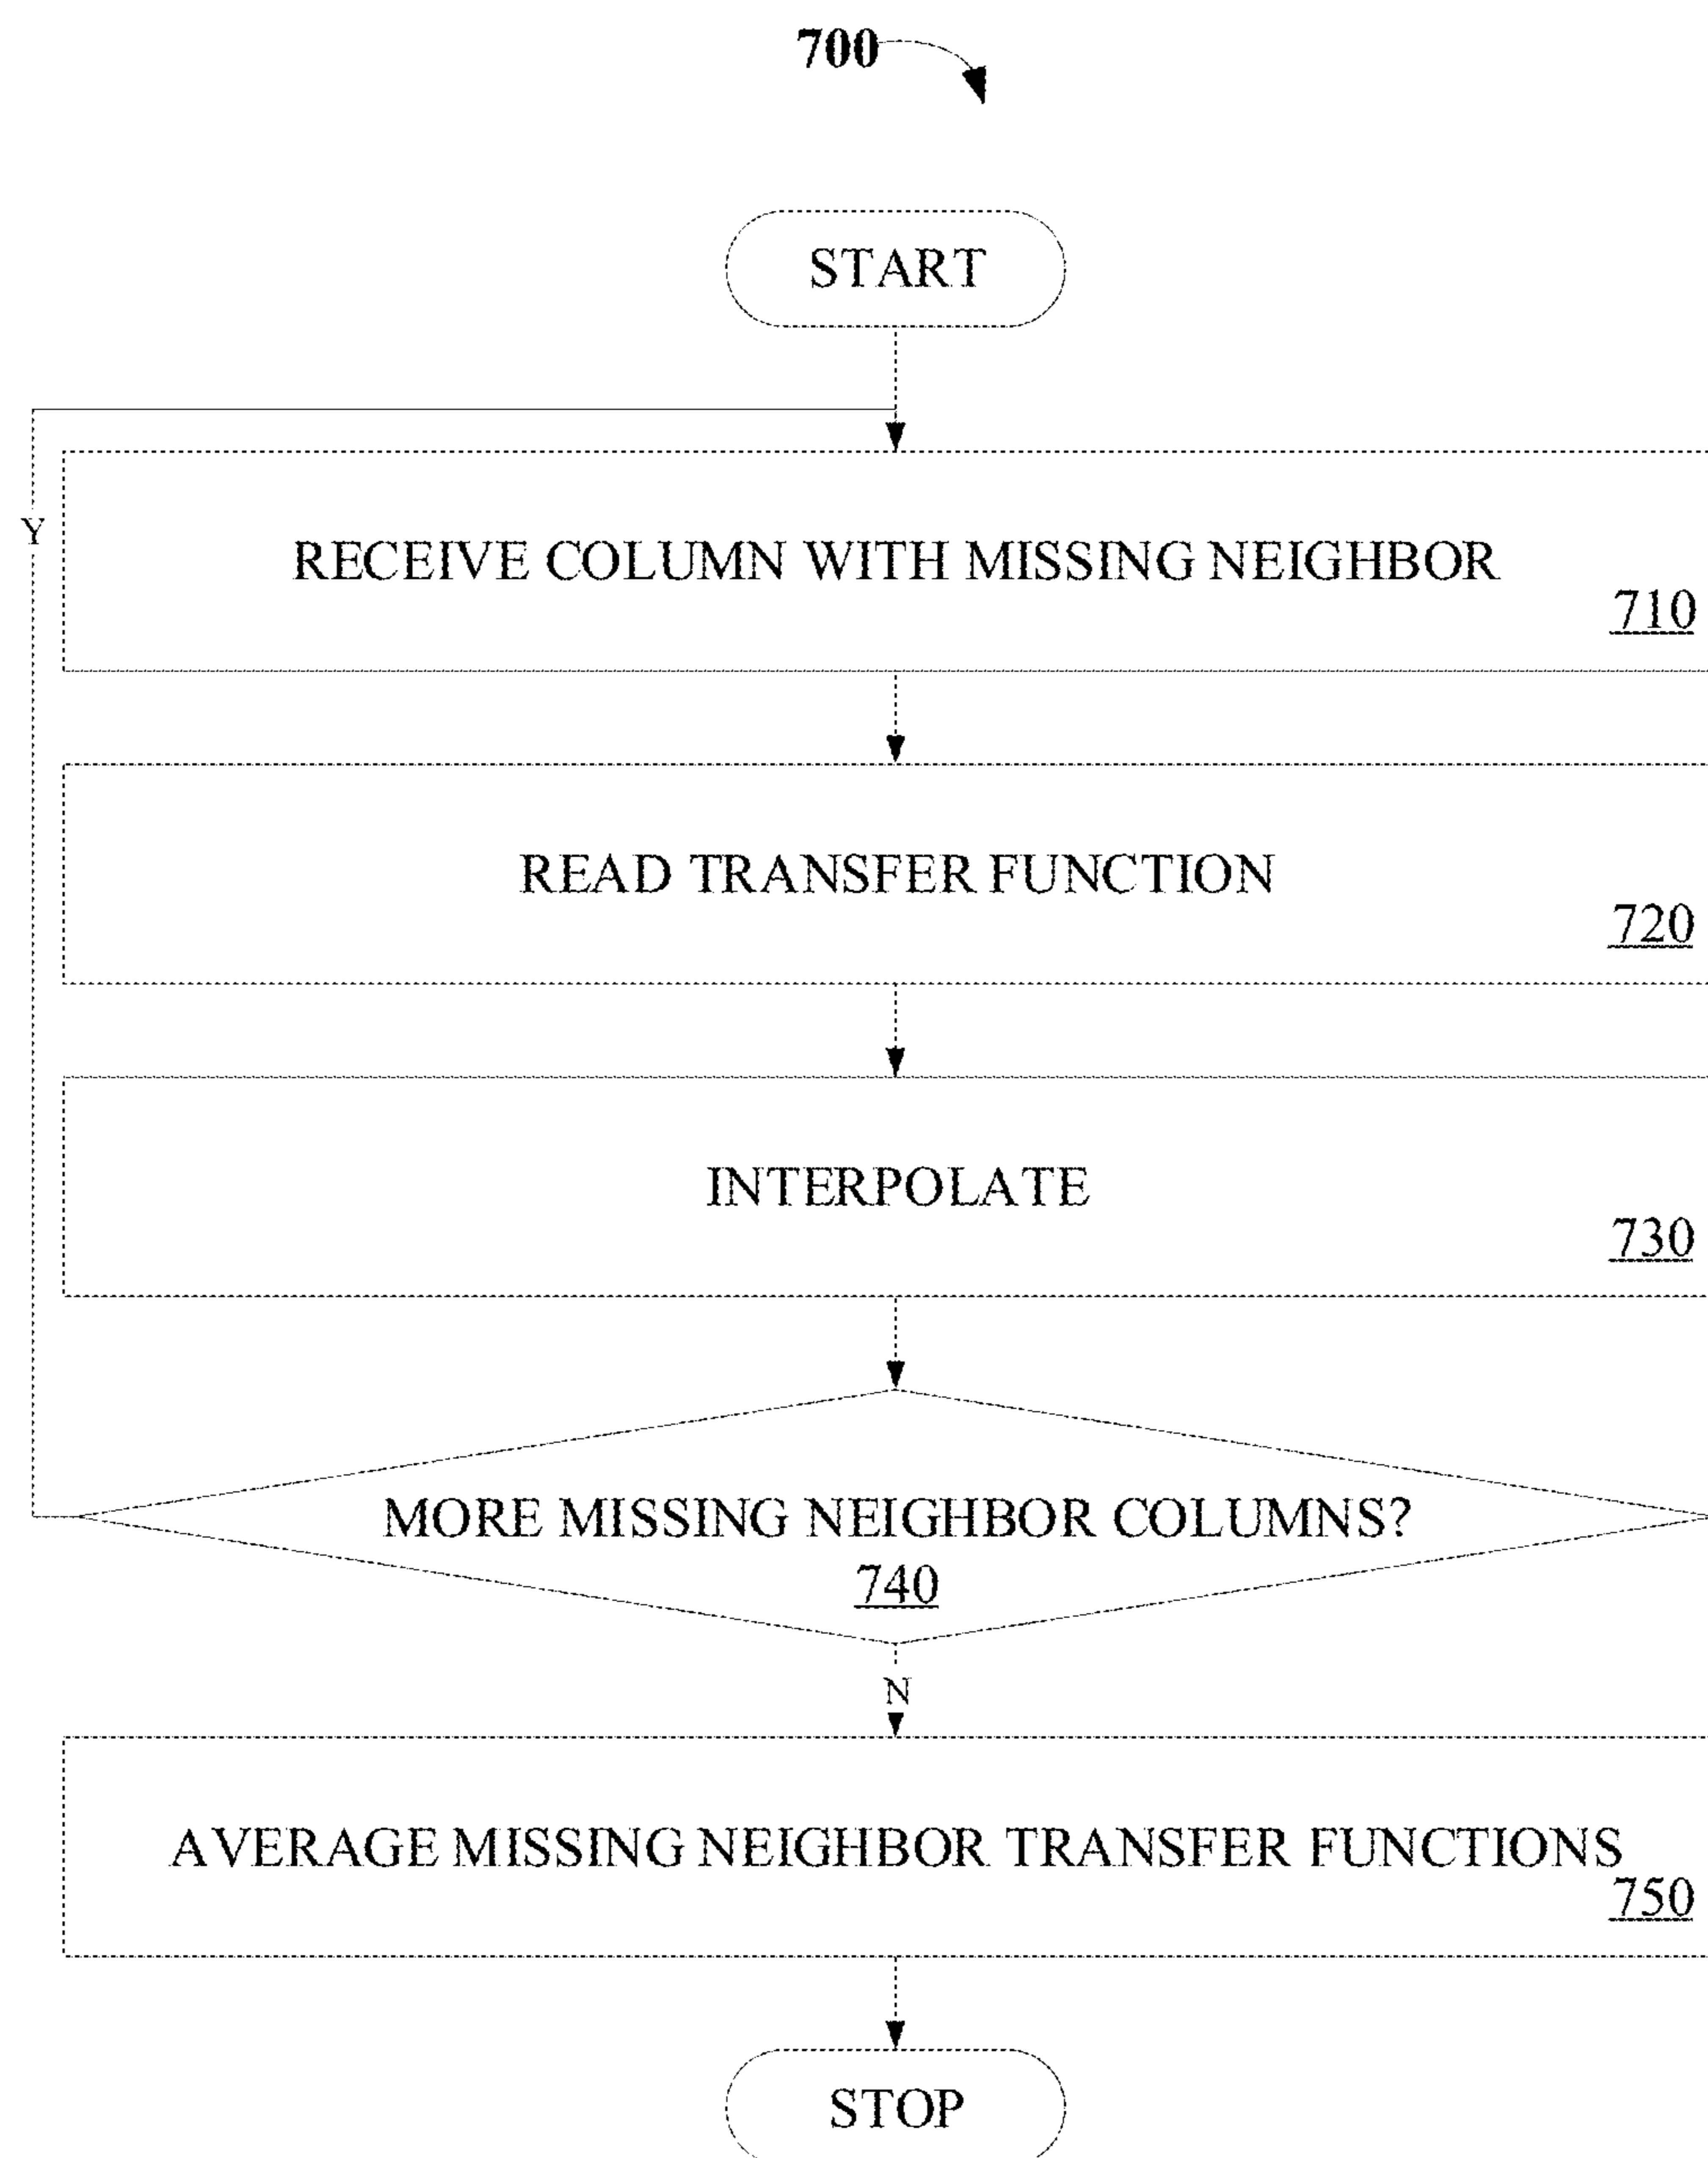 700
START
Y
RECEIVE COLUMN WITH MISSING NEIGHBOR
710
READ TRANSFER FUNCTION
720
INTERPOLATE
730
MORE MISSING NEIGHBOR COLUMNS?
740
N
AVERAGE MISSING NEIGHBOR TRANSFER FUNCTIONS
750
STOP